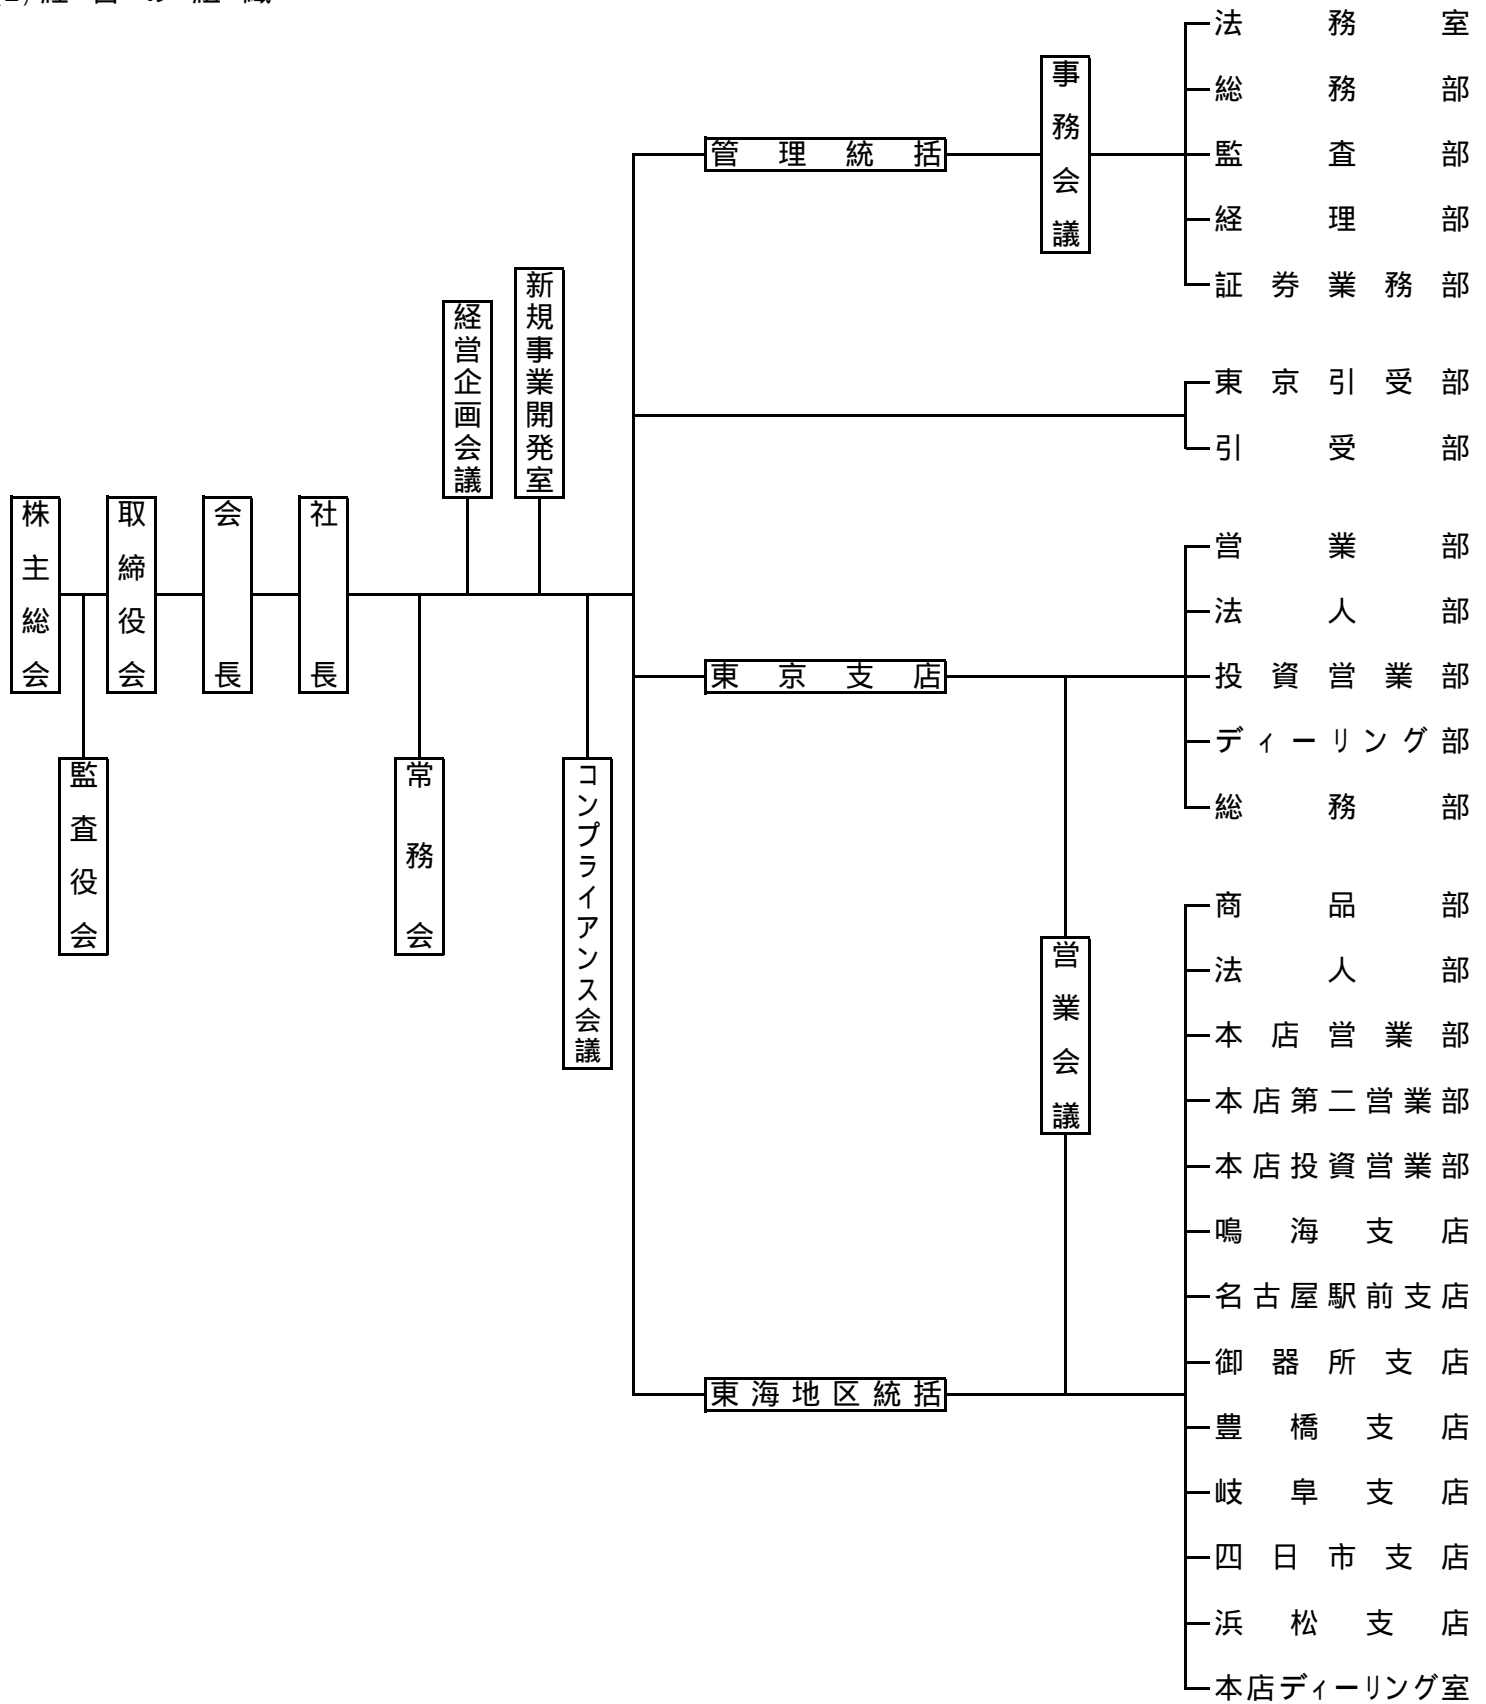 経営の組織
株主総会
取締役会
会長
社長
監査役会
常務会
経営企画会議
新規事業開発室
コンプライアンス会議
管理統括
事務会議
法務室
総務部
監査部
経理部
証券業務部
東京引受部
引受部
東京支店
営業部
法人部
投資営業部
ディーリング部
総務部
営業会議
東海地区統括
商品部
法人部
本店営業部
本店第二営業部
本店投資営業部
鳴海支店
名古屋駅前支店
御器所支店
豊橋支店
岐阜支店
四日市支店
浜松支店
本店ディーリング室